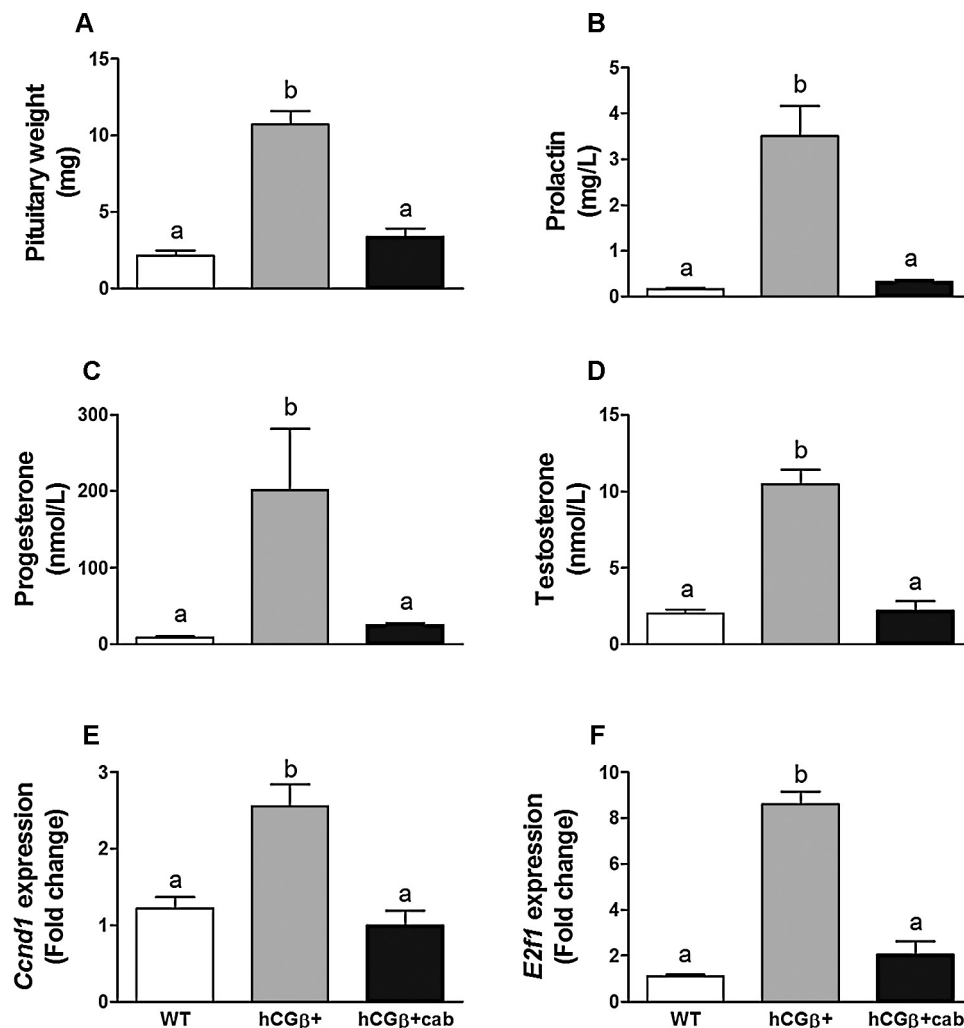 A
Pituitary weight
(mg)
15
10
5
0
a
b
a
B
Prolactin
(mg/L)
5
4
3
2
1
0
a
b
a
C
Progesterone
(nmol/L)
300
200
100
0
a
b
a
D
Testosterone
(nmol/L)
15
10
5
0
a
b
a
E
Ccnd1 expression
(Fold change)
3
2
1
0
a
b
a
WT
hCGβ+
hCGβ+cab
F
E2f1 expression
(Fold change)
10
8
6
4
2
0
a
b
a
WT
hCGβ+
hCGβ+cab